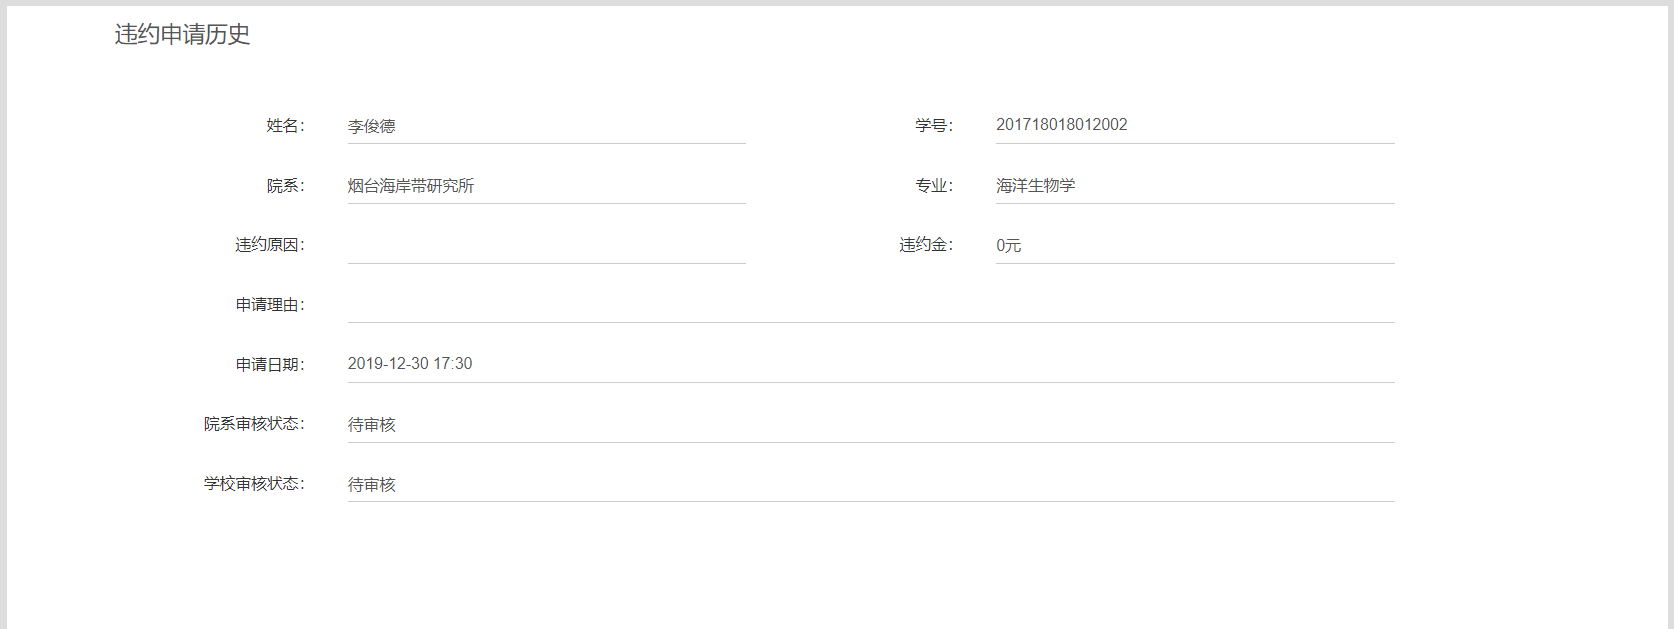 违约申请历史
姓名： 李俊德 学号： 201718018012002
院系： 烟台海岸带研究所 专业： 海洋生物学
违约原因： 违约金： 0元
申请理由：
申请日期： 2019-12-30 17:30
院系审核状态： 待审核
学校审核状态： 待审核